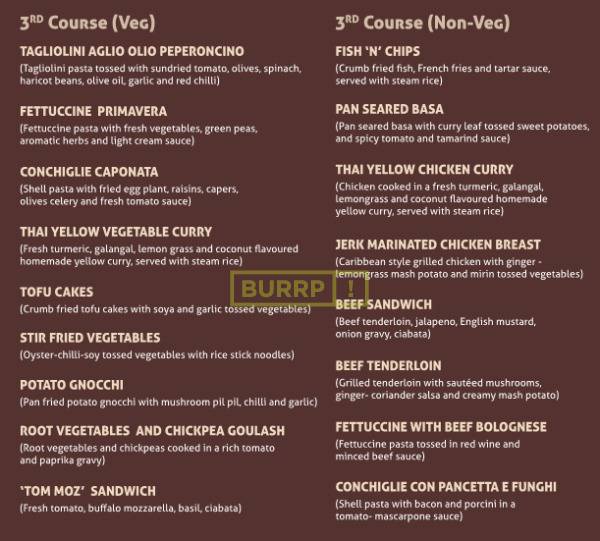 3RD Course (Veg)
TAGLIOLINI AGLIO OLIO PEPERONCINO
(Tagliolini pasta tossed with sundried tomato, olives, spinach,
haricot beans, olive oil, garlic and red chilli)
FETTUCCINE PRIMAVERA
(Fettuccine pasta with fresh vegetables, green peas,
aromatic herbs and light cream sauce)
CONCHIGLIE CAPONATA
(Shell pasta with fried egg plant, raisins, capers,
olives celery and fresh tomato sauce)
THAI YELLOW VEGETABLE CURRY
(Fresh turmeric, galangal, lemon grass and coconut flavoured
homemade yellow curry, served with steam rice)
TOFU CAKES
(Crumb fried tofu cakes with soya and garlic tossed vegetables)
STIR FRIED VEGETABLES
(Oyster-chilli-soy tossed vegetables with rice stick noodles)
POTATO GNOCCHI
(Pan fried potato gnocchi with mushroom pil pil, chilli and garlic)
ROOT VEGETABLES AND CHICKPEA GOULASH
(Root vegetables and chickpeas cooked in a rich tomato
and paprika gravy)
‘TOM MOZ’ SANDWICH
(Fresh tomato, buffalo mozzarella, basil, ciabata)
3RD Course (Non-Veg)
FISH ‘N’ CHIPS
(Crumb fried fish, French fries and tartar sauce,
served with steam rice)
PAN SEARED BASA
(Pan seared basa with curry leaf tossed sweet potatoes,
and spicy tomato and tamarind sauce)
THAI YELLOW CHICKEN CURRY
(Chicken cooked in a fresh turmeric, galangal,
lemongrass and coconut flavoured homemade
yellow curry, served with steam rice)
JERK MARINATED CHICKEN BREAST
(Caribbean style grilled chicken with ginger -
lemongrass mash potato and mirin tossed vegetables)
BEEF SANDWICH
(Beef tenderloin, jalapeno, English mustard,
onion gravy, ciabata)
BEEF TENDERLOIN
(Grilled tenderloin with sautéed mushrooms,
ginger- coriander salsa and creamy mash potato)
FETTUCCINE WITH BEEF BOLOGNESE
(Fettuccine pasta tossed in red wine and
minced beef sauce)
CONCHIGLIE CON PANCETTA E FUNGHI
(Shell pasta with bacon and porcini in a
tomato- mascarpone sauce)
BURRP !